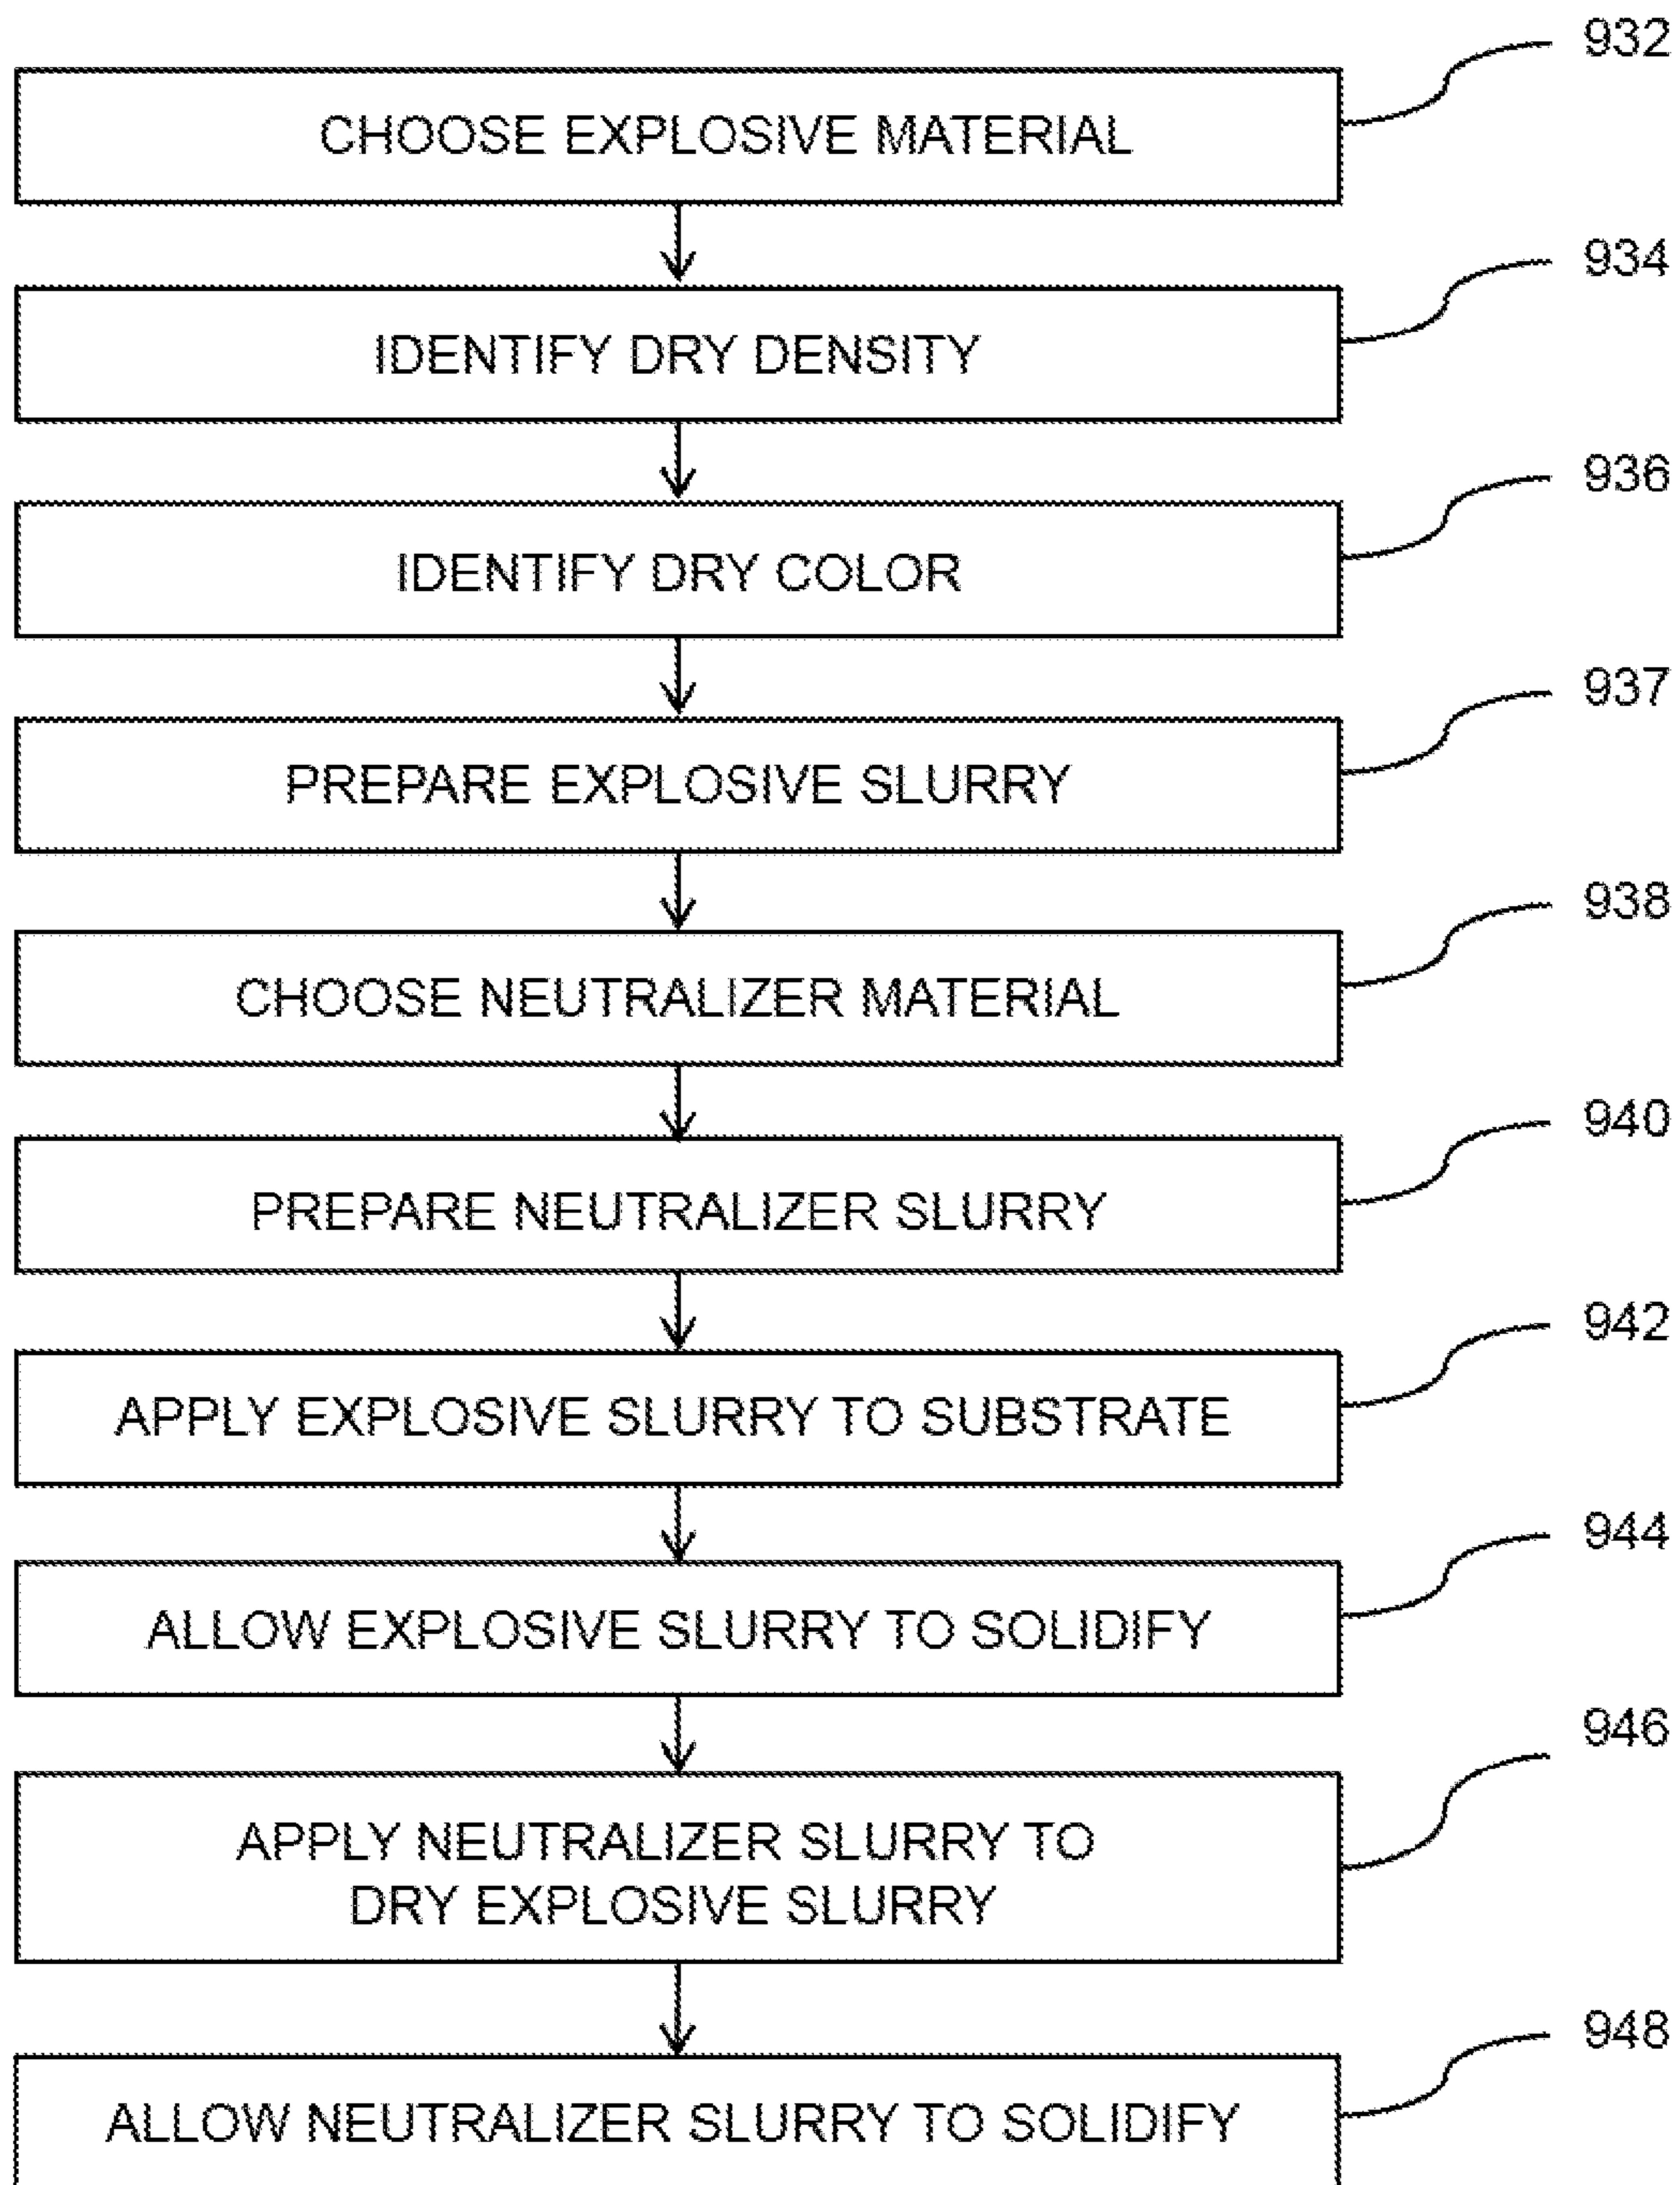 932
CHOOSE EXPLOSIVE MATERIAL
934
IDENTIFY DRY DENSITY
936
IDENTIFY DRY COLOR
937
PREPARE EXPLOSIVE SLURRY
938
CHOOSE NEUTRALIZER MATERIAL
940
PREPARE NEUTRALIZER SLURRY
942
APPLY EXPLOSIVE SLURRY TO SUBSTRATE
944
ALLOW EXPLOSIVE SLURRY TO SOLIDIFY
946
APPLY NEUTRALIZER SLURRY TO
DRY EXPLOSIVE SLURRY
948
ALLOW NEUTRALIZER SLURRY TO SOLIDIFY